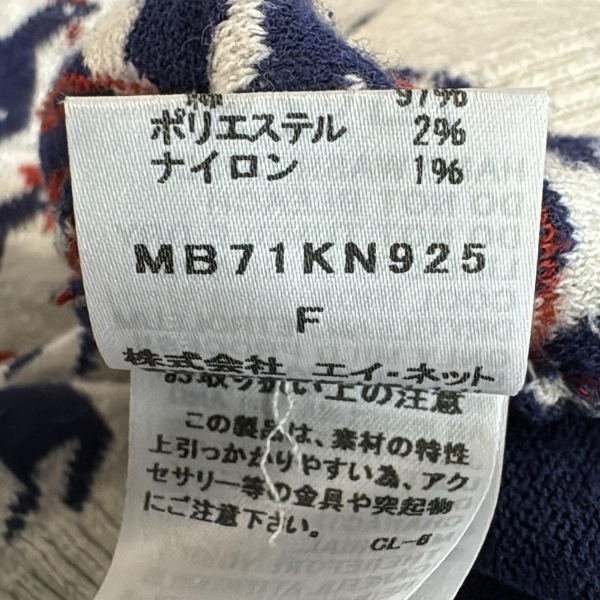 綿 97%
ポリエステル 2%
ナイロン 1%
MB71KN925
F
株式会社 エイ・ネット
お取り扱い上の注意
この製品は、素材の特性
上引っかかりやすい為、アク
セサリー等の金具や突起物
にご注意下さい。
CL-6